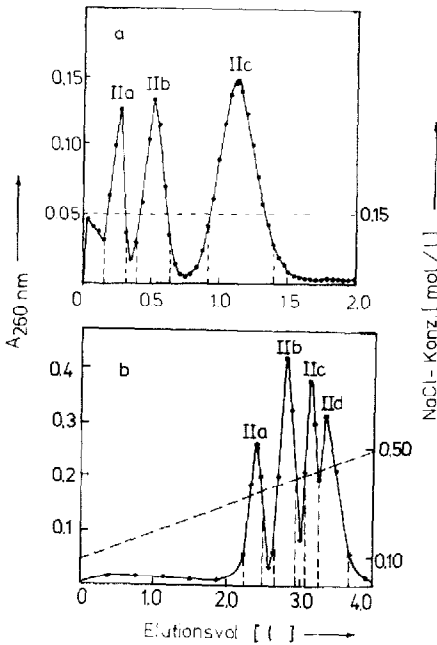 a
IIa IIb IIc
0,15
0,10
0.05
0,15
0 0.5 1.0 1.5 2.0
A260 nm
NaCl-Konz.[mol/l]
b
IIa IIb IIc IId
0.4
0,3
0.2
0.1
0.50
0.10
0 1.0 2.0 3.0 4.0
Elutionsvol [l]